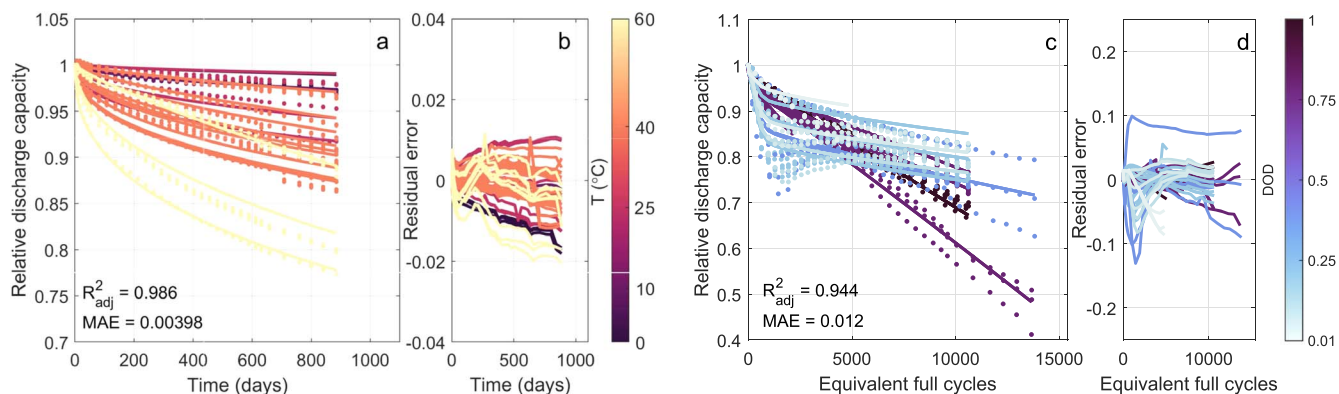 1.05
1
0.95
0.9
0.85
0.8
0.75
0.7
Relative discharge capacity
a
R²adj = 0.986
MAE = 0.00398
0 200 400 600 800 1000
Time (days)
0.04
0.02
0
-0.02
-0.04
Residual error
b
0 500 1000
Time (days)
60
40
25
10
0
T (°C)
1.1
1
0.9
0.8
0.7
0.6
0.5
0.4
Relative discharge capacity
c
R²adj = 0.944
MAE = 0.012
0 5000 10000 15000
Equivalent full cycles
0.2
0.1
0
-0.1
-0.2
Residual error
d
0 10000
Equivalent full cycles
1
0.75
0.5
0.25
0.01
DOD